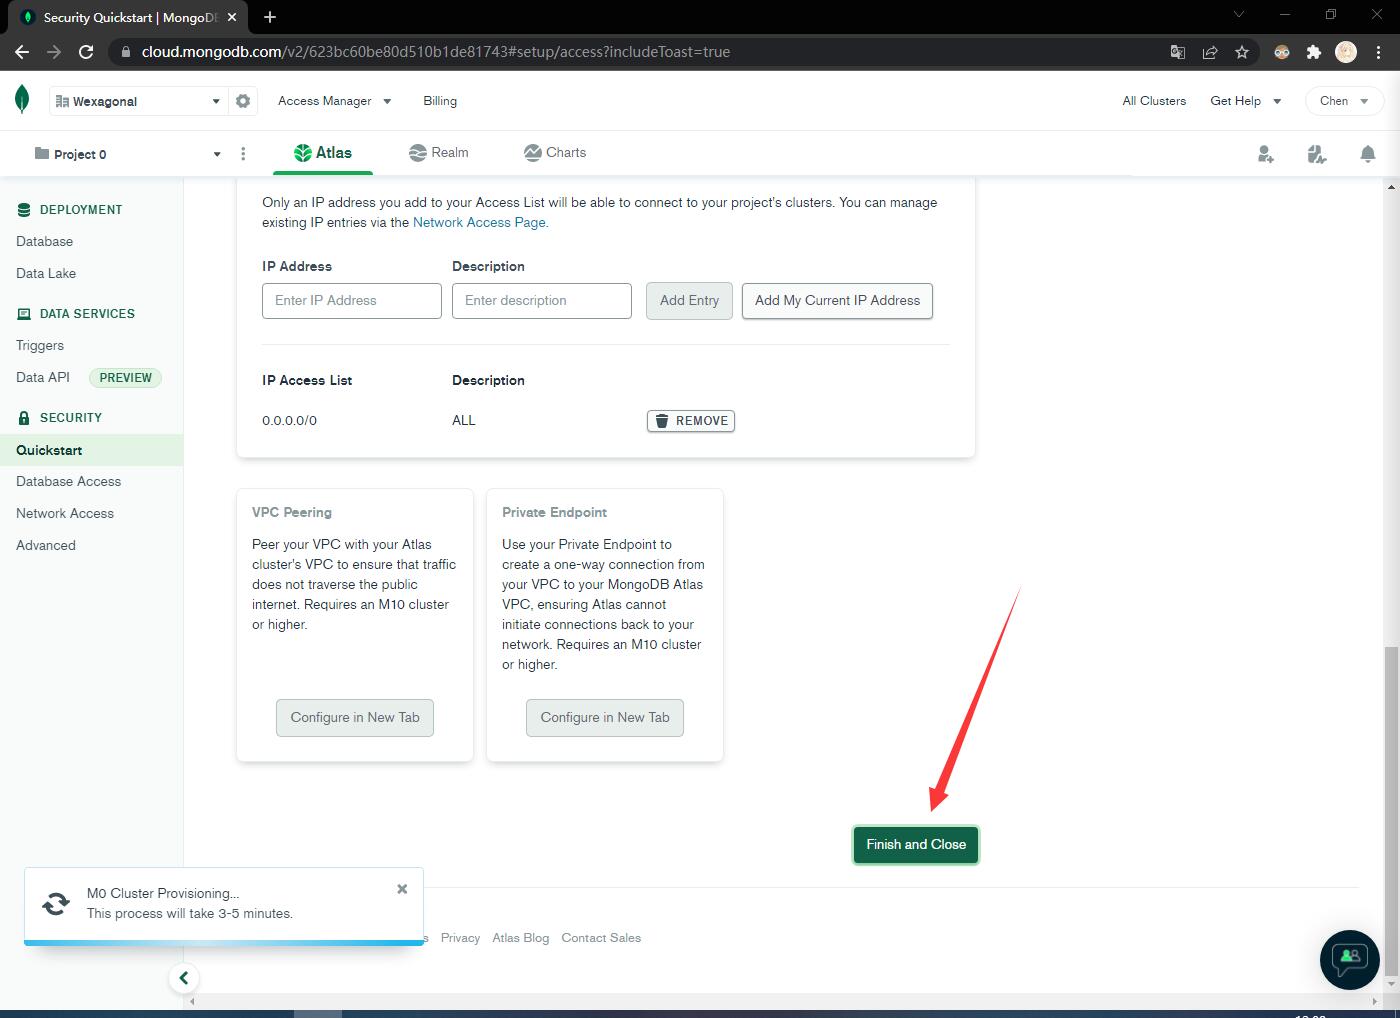 Security Quickstart | MongoDB
cloud.mongodb.com/v2/623bc60be80d510b1de81743#setup/access?includeToast=true
Wexagonal
Access Manager
Billing
All Clusters
Get Help
Chen
Project 0
Atlas
Realm
Charts
DEPLOYMENT
Database
Data Lake
DATA SERVICES
Triggers
Data API
PREVIEW
SECURITY
Quickstart
Database Access
Network Access
Advanced
Only an IP address you add to your Access List will be able to connect to your project's clusters. You can manage
existing IP entries via the Network Access Page.
IP Address
Description
Enter IP Address
Enter description
Add Entry
Add My Current IP Address
IP Access List
Description
0.0.0.0/0
ALL
REMOVE
VPC Peering
Peer your VPC with your Atlas
cluster's VPC to ensure that traffic
does not traverse the public
internet. Requires an M10 cluster
or higher.
Configure in New Tab
Private Endpoint
Use your Private Endpoint to
create a one-way connection from
your VPC to your MongoDB Atlas
VPC, ensuring Atlas cannot
initiate connections back to your
network. Requires an M10 cluster
or higher.
Configure in New Tab
Finish and Close
M0 Cluster Provisioning...
This process will take 3-5 minutes.
Privacy
Atlas Blog
Contact Sales